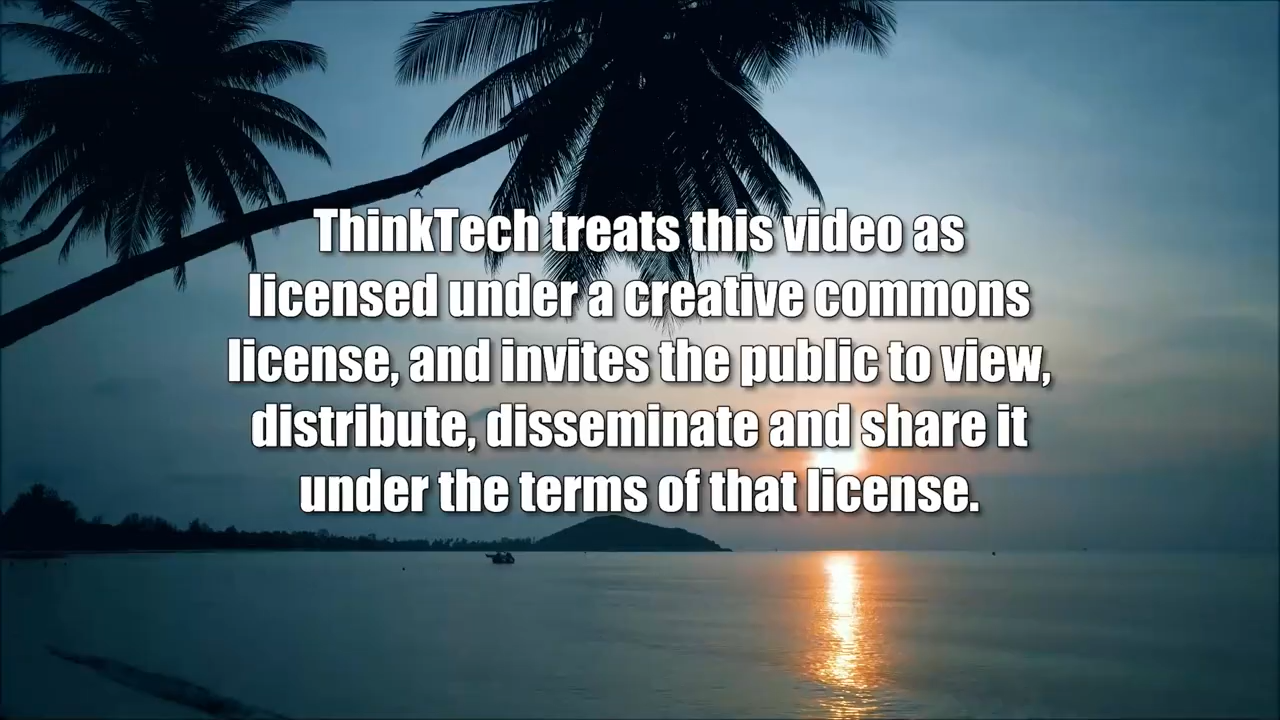 ThinkTech treats this video as
licensed under a creative commons
license, and invites the public to view,
distribute, disseminate and share it
under the terms of that license.